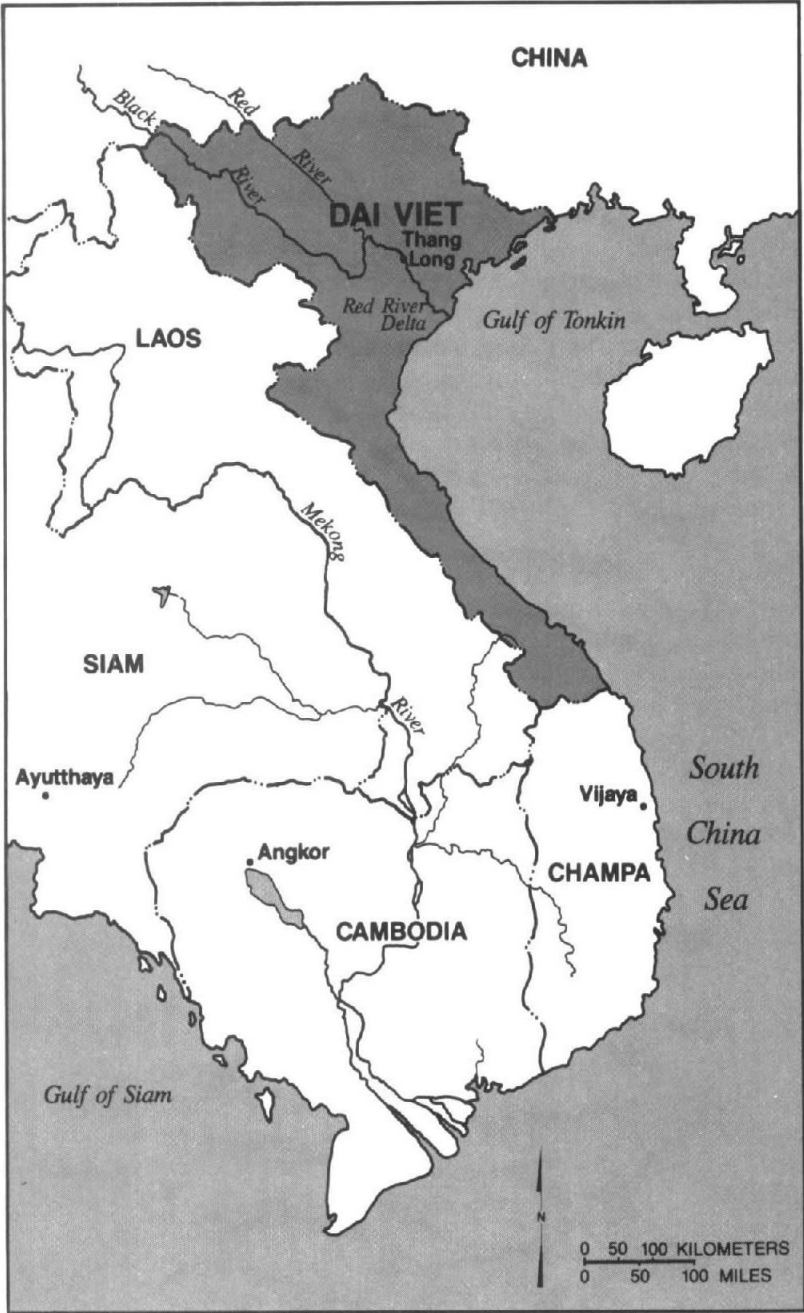 CHINA
Red
Black
River
River
DAI VIET
Thang
Long
Red River
Delta
Gulf of Tonkin
LAOS
Mekong
SIAM
River
Ayutthaya
South
China
Sea
Vijaya
Angkor
CHAMPA
CAMBODIA
Gulf of Siam
N
0 50 100 KILOMETERS
0 50 100 MILES